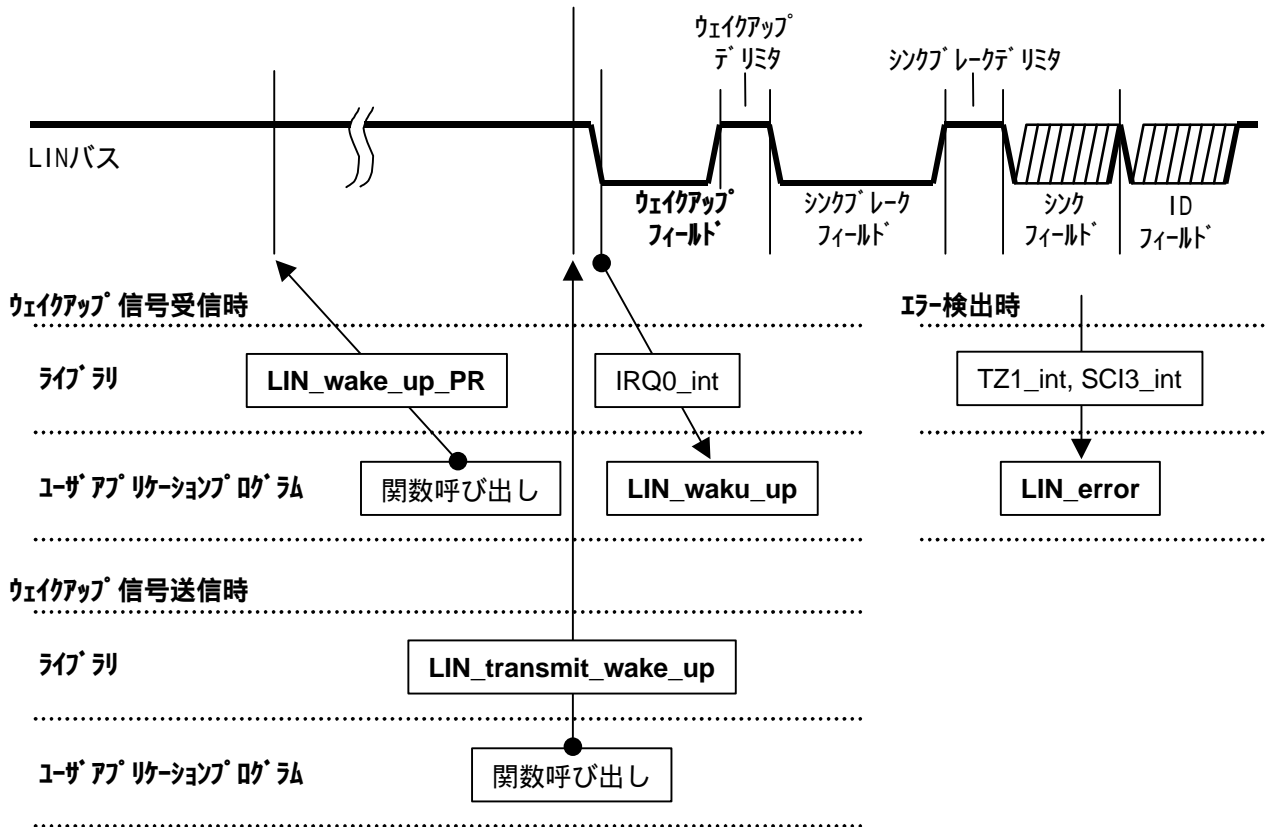 ウェイクアップ
デリミタ
シンクブレークデリミタ
LINバス
ウェイクアップ
フィールド
シンクブレーク
フィールド
シンク
フィールド
ID
フィールド
ウェイクアップ信号受信時
エラー検出時
ライブラリ
LIN_wake_up_PR
IRQ0_int
TZ1_int, SCI3_int
ユーザアプリケーションプログラム
関数呼び出し
LIN_waku_up
LIN_error
ウェイクアップ信号送信時
ライブラリ
LIN_transmit_wake_up
ユーザアプリケーションプログラム
関数呼び出し